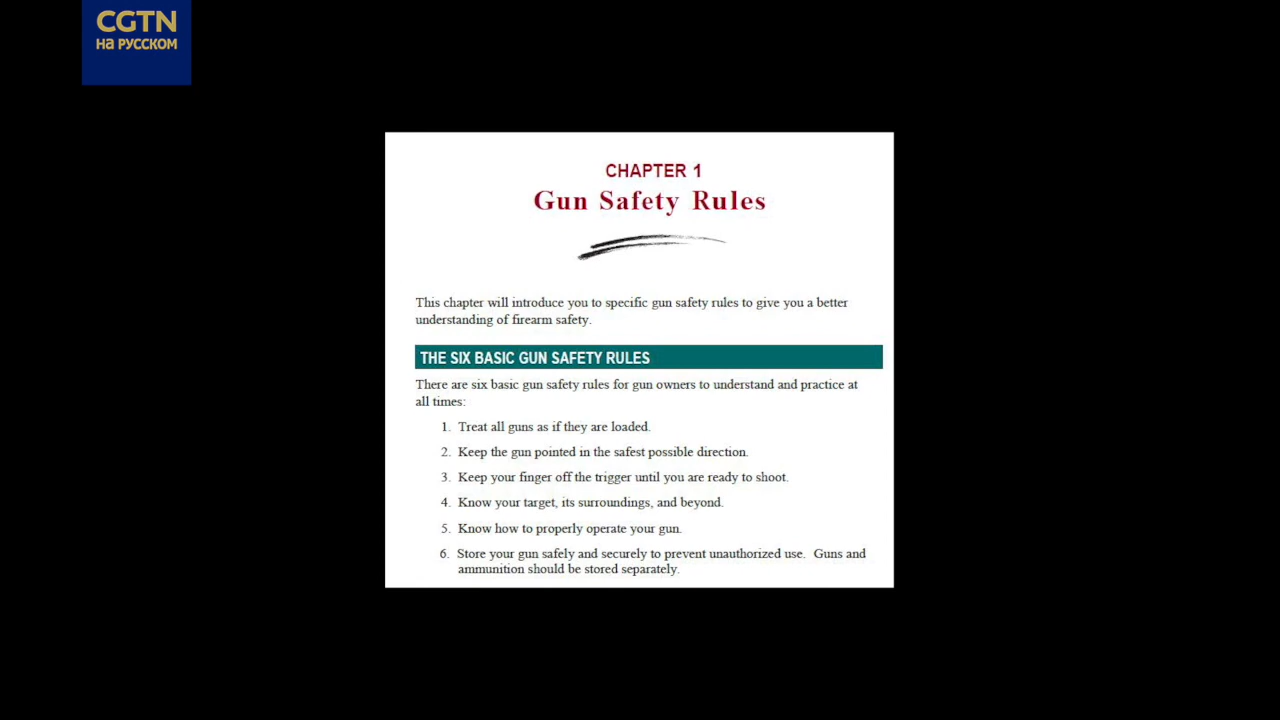 CGTN
на русском
CHAPTER 1
Gun Safety Rules
This chapter will introduce you to specific gun safety rules to give you a better
understanding of firearm safety.
THE SIX BASIC GUN SAFETY RULES
There are six basic gun safety rules for gun owners to understand and practice at
all times:
1. Treat all guns as if they are loaded.
2. Keep the gun pointed in the safest possible direction.
3. Keep your finger off the trigger until you are ready to shoot.
4. Know your target, its surroundings, and beyond.
5. Know how to properly operate your gun.
6. Store your gun safely and securely to prevent unauthorized use. Guns and
ammunition should be stored separately.